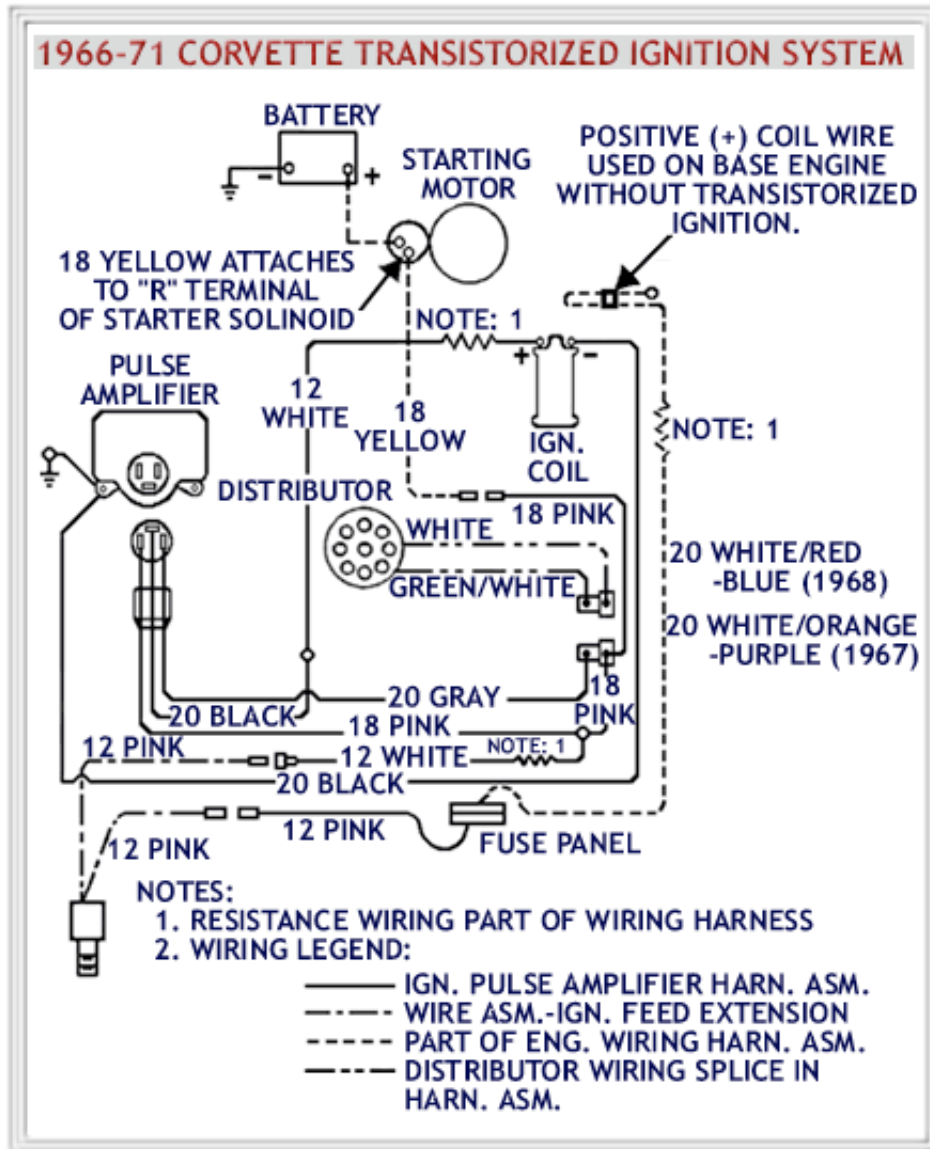 1966-71 CORVETTE TRANSISTORIZED IGNITION SYSTEM
BATTERY
- +
STARTING
MOTOR
POSITIVE (+) COIL WIRE
USED ON BASE ENGINE
WITHOUT TRANSISTORIZED
IGNITION.
18 YELLOW ATTACHES
TO "R" TERMINAL
OF STARTER SOLINOID
NOTE: 1
+ -
PULSE
AMPLIFIER
12
WHITE
18
YELLOW
IGN.
COIL
NOTE: 1
DISTRIBUTOR
18 PINK
WHITE
GREEN/WHITE
20 WHITE/RED
-BLUE (1968)
20 WHITE/ORANGE
-PURPLE (1967)
20 GRAY
18
PINK
20 BLACK
18 PINK
12 PINK
12 WHITE
NOTE: 1
20 BLACK
12 PINK
12 PINK
FUSE PANEL
NOTES:
1. RESISTANCE WIRING PART OF WIRING HARNESS
2. WIRING LEGEND:
IGN. PULSE AMPLIFIER HARN. ASM.
WIRE ASM.-IGN. FEED EXTENSION
PART OF ENG. WIRING HARN. ASM.
DISTRIBUTOR WIRING SPLICE IN
HARN. ASM.